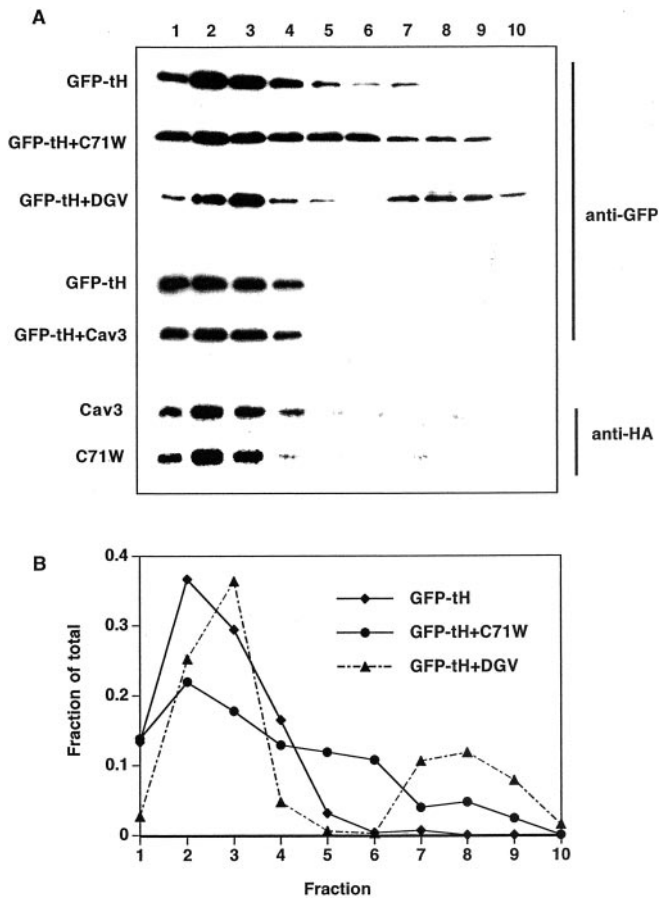 A
1 2 3 4 5 6 7 8 9 10
GFP-tH
GFP-tH+C71W
GFP-tH+DGV
anti-GFP
GFP-tH
GFP-tH+Cav3
Cav3
anti-HA
C71W
B
0.4
GFP-tH
0.3
GFP-tH+C71W
GFP-tH+DGV
Fraction of total
0.2
0.1
0
1 2 3 4 5 6 7 8 9 10
Fraction